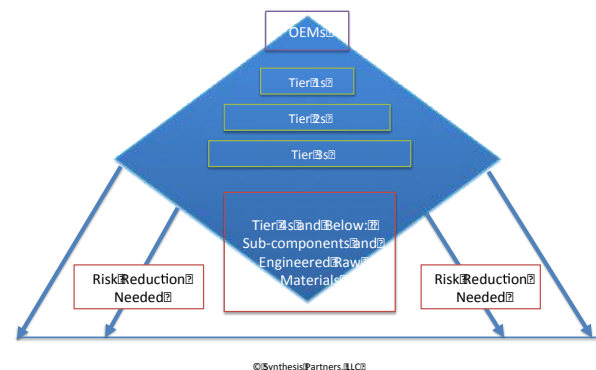 OEMs
Tier 1s
Tier 2s
Tier 3s
Tier 4s and Below:
Sub-components and
Engineered Raw
Materials
Risk Reduction
Needed
Risk Reduction
Needed
© Synthesis Partners, LLC